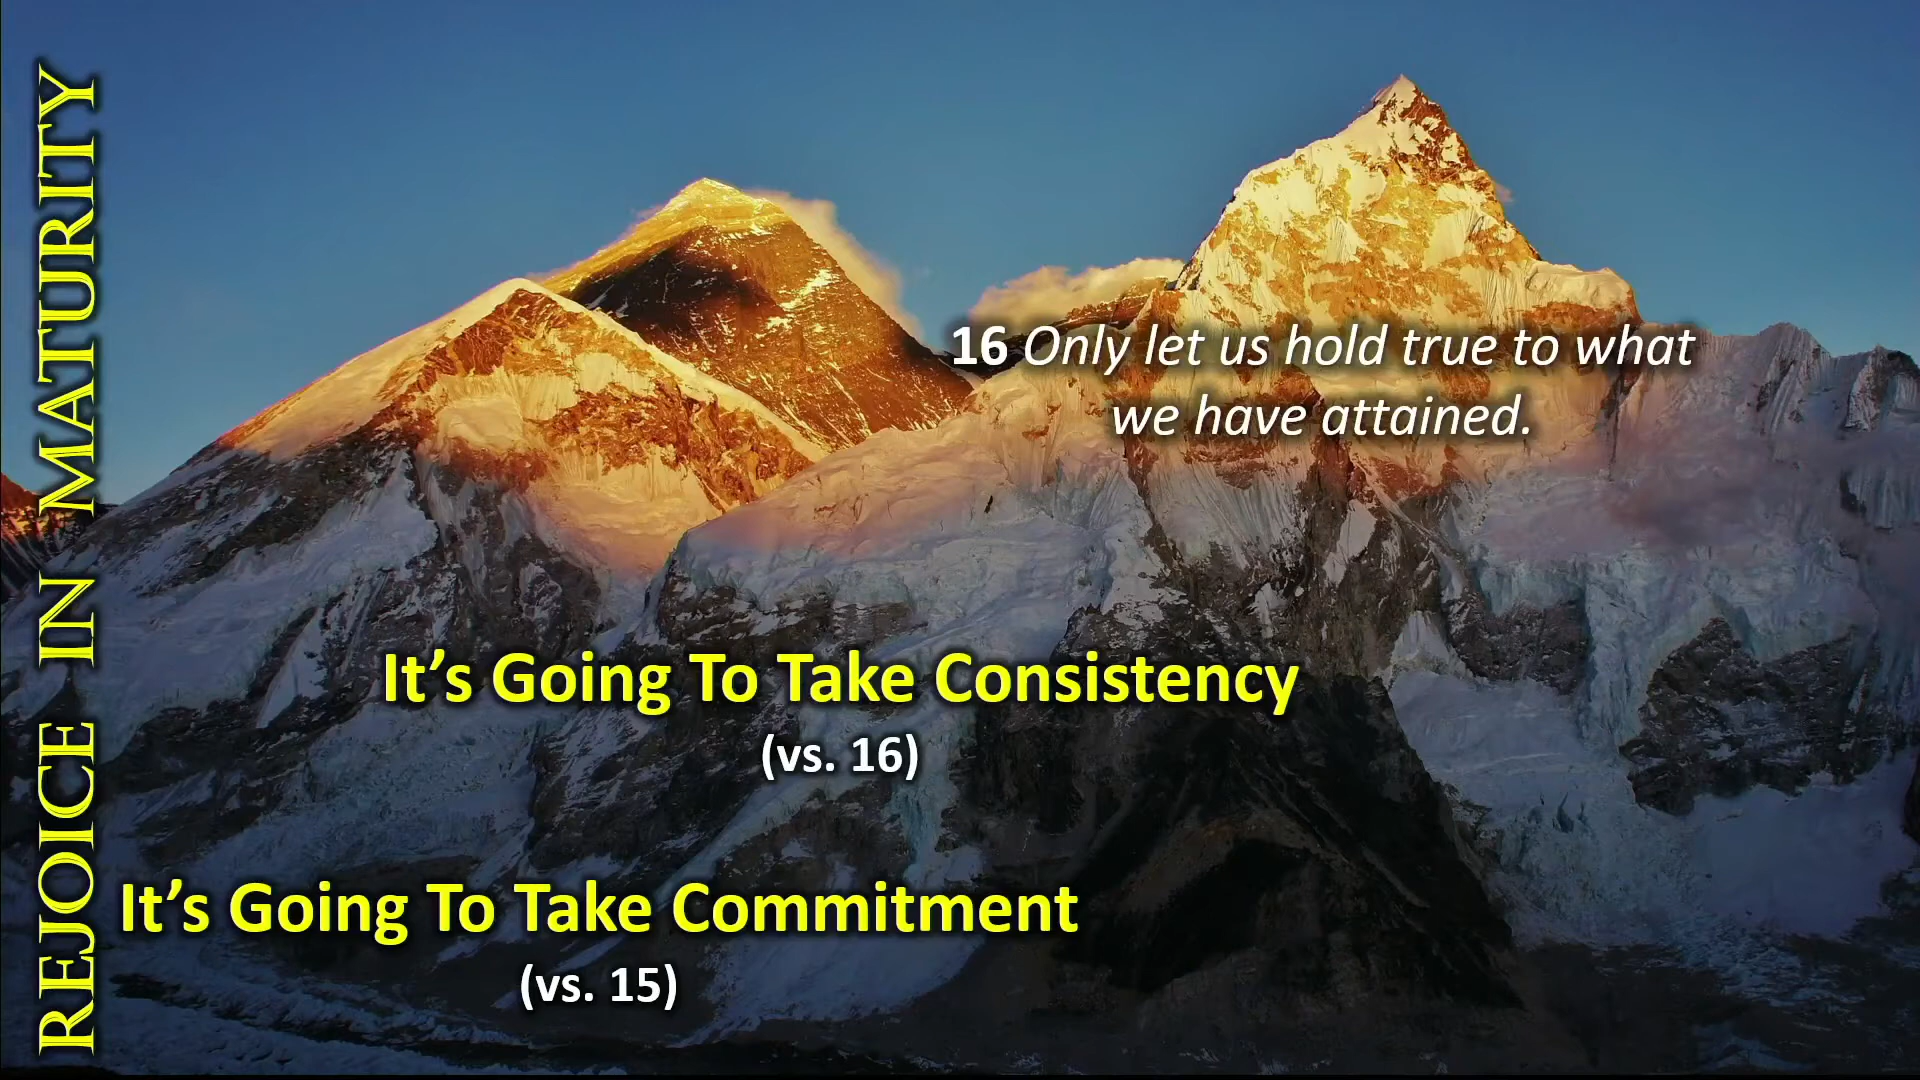 REJOICE IN MATURITY
16 Only let us hold true to what
we have attained.
It’s Going To Take Consistency
(vs. 16)
It’s Going To Take Commitment
(vs. 15)